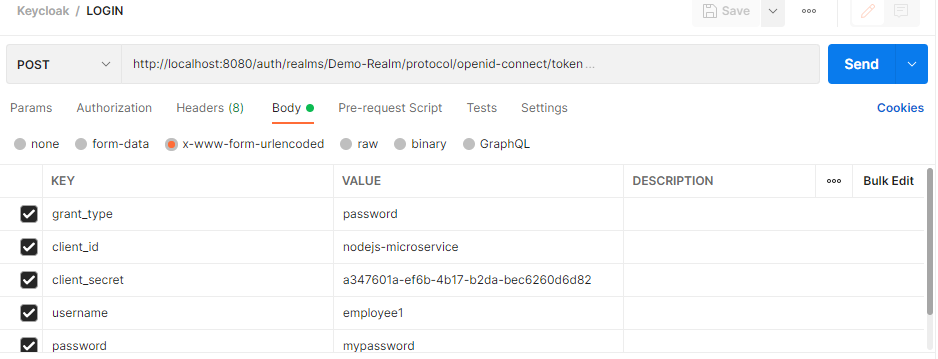 Keycloak / LOGIN
Save
POST http://localhost:8080/auth/realms/Demo-Realm/protocol/openid-connect/token... Send
Params Authorization Headers (8) Body Pre-request Script Tests Settings Cookies
none form-data x-www-form-urlencoded raw binary GraphQL
KEY VALUE DESCRIPTION Bulk Edit
grant_type password
client_id nodejs-microservice
client_secret a347601a-ef6b-4b17-b2da-bec6260d6d82
username employee1
password mypassword